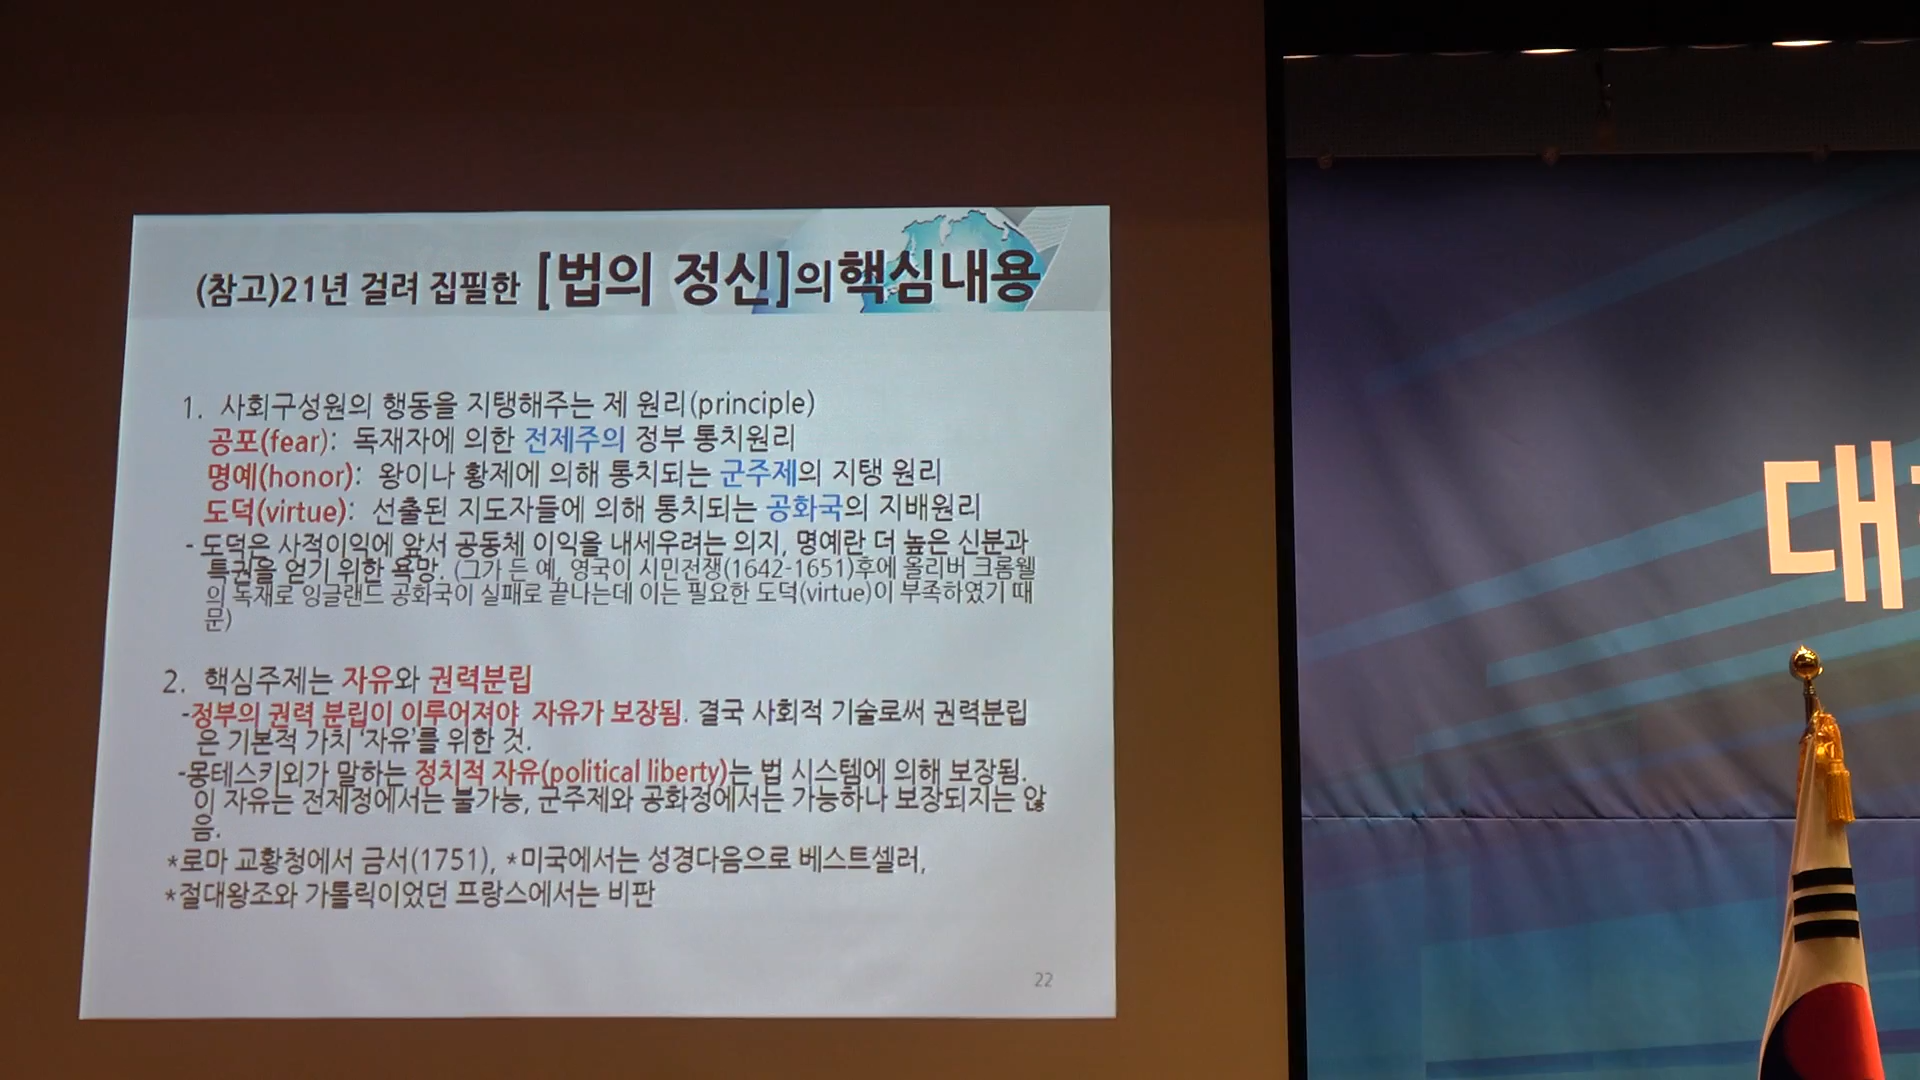 (참고)21년 걸려 집필한 [법의 정신]의핵심내용
1. 사회구성원의 행동을 지탱해주는 제 원리(principle)
공포(fear): 독재자에 의한 전제주의 정부 통치원리
명예(honor): 왕이나 황제에 의해 통치되는 군주제의 지탱 원리
도덕(virtue): 선출된 지도자들에 의해 통치되는 공화국의 지배원리
- 도덕은 사적이익에 앞서 공동체 이익을 내세우려는 의지, 명예란 더 높은 신분과
특권을 얻기 위한 욕망. (그가 든 예, 영국이 시민전쟁(1642-1651)후에 올리버 크롬웰
의 독재로 잉글랜드 공화국이 실패로 끝나는데 이는 필요한 도덕(virtue)이 부족하였기 때
문)
2. 핵심주제는 자유와 권력분립
-정부의 권력 분립이 이루어져야 자유가 보장됨. 결국 사회적 기술로써 권력분립
은 기본적 가치 '자유'를 위한 것.
-몽테스키외가 말하는 정치적 자유(political liberty)는 법 시스템에 의해 보장됨.
이 자유는 전제정에서는 불가능, 군주제와 공화정에서는 가능하나 보장되지는 않
음.
*로마 교황청에서 금서(1751), *미국에서는 성경다음으로 베스트셀러,
*절대왕조와 가톨릭이었던 프랑스에서는 비판
22
대